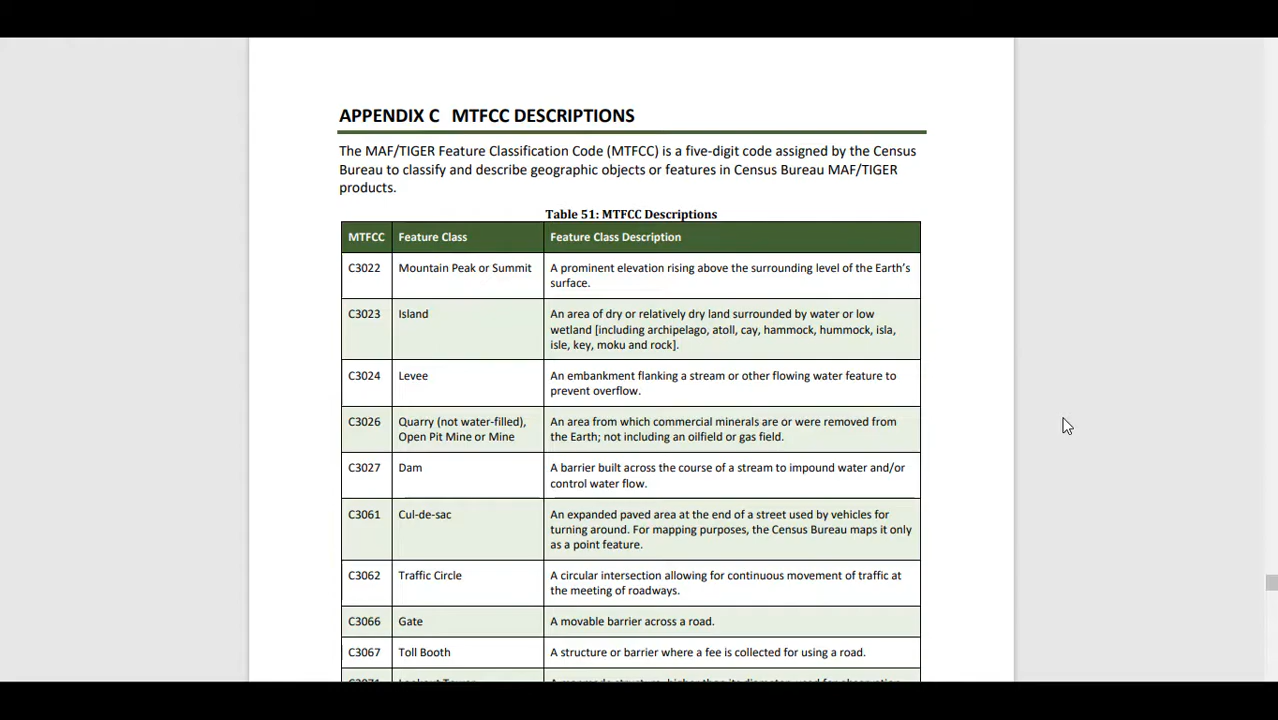 APPENDIX C MTFCC DESCRIPTIONS
The MAF/TIGER Feature Classification Code (MTFCC) is a five-digit code assigned by the Census
Bureau to classify and describe geographic objects or features in Census Bureau MAF/TIGER
products.
Table 51: MTFCC Descriptions
MTFCC Feature Class Feature Class Description
C3022 Mountain Peak or Summit A prominent elevation rising above the surrounding level of the Earth's
surface.
C3023 Island An area of dry or relatively dry land surrounded by water or low
wetland [including archipelago, atoll, cay, hammock, hummock, isla,
isle, key, moku and rock].
C3024 Levee An embankment flanking a stream or other flowing water feature to
prevent overflow.
C3026 Quarry (not water-filled), An area from which commercial minerals are or were removed from
Open Pit Mine or Mine the Earth; not including an oilfield or gas field.
C3027 Dam A barrier built across the course of a stream to impound water and/or
control water flow.
C3061 Cul-de-sac An expanded paved area at the end of a street used by vehicles for
turning around. For mapping purposes, the Census Bureau maps it only
as a point feature.
C3062 Traffic Circle A circular intersection allowing for continuous movement of traffic at
the meeting of roadways.
C3066 Gate A movable barrier across a road.
C3067 Toll Booth A structure or barrier where a fee is collected for using a road.